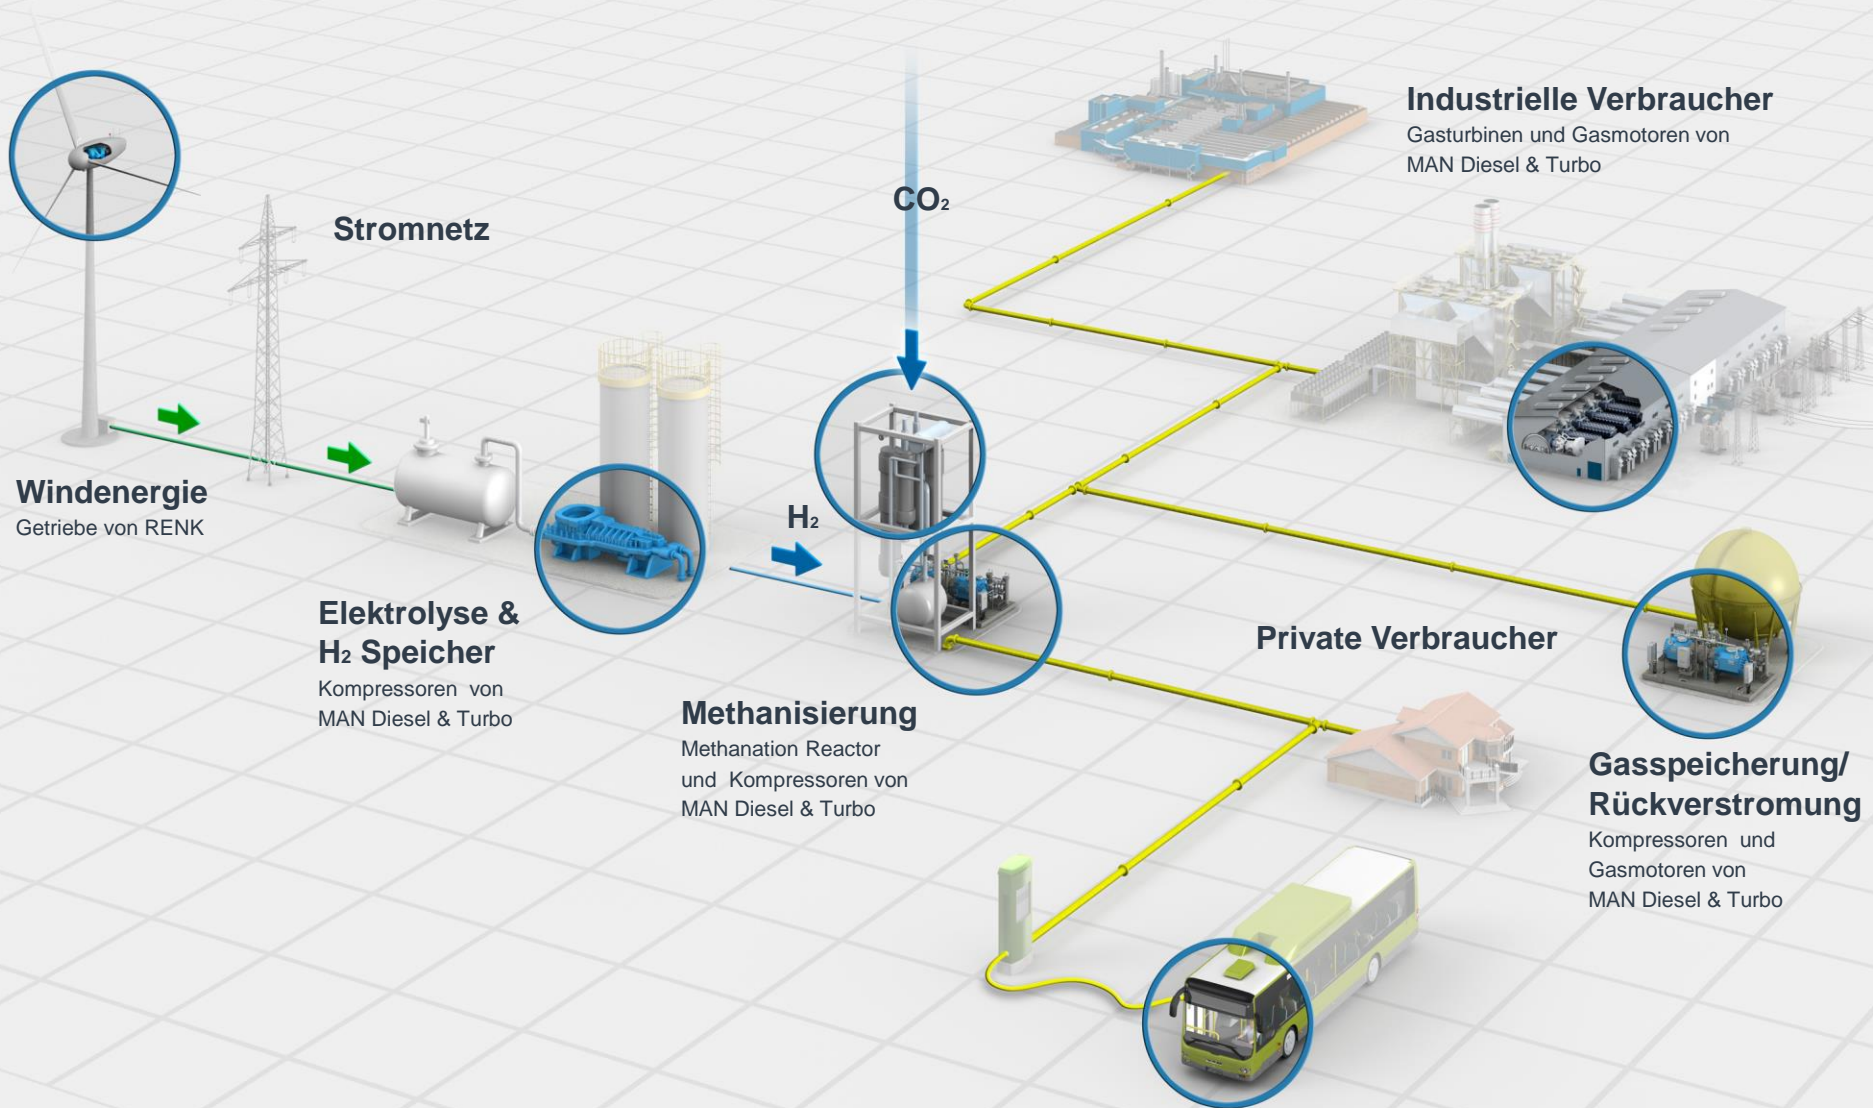 Industrielle Verbraucher
Gasturbinen und Gasmotoren von
MAN Diesel & Turbo
CO₂
Stromnetz
Windenergie
Getriebe von RENK
H₂
Elektrolyse &
H₂ Speicher
Kompressoren von
MAN Diesel & Turbo
Private Verbraucher
Methanisierung
Methanation Reactor
und Kompressoren von
MAN Diesel & Turbo
Gasspeicherung/
Rückverstromung
Kompressoren und
Gasmotoren von
MAN Diesel & Turbo